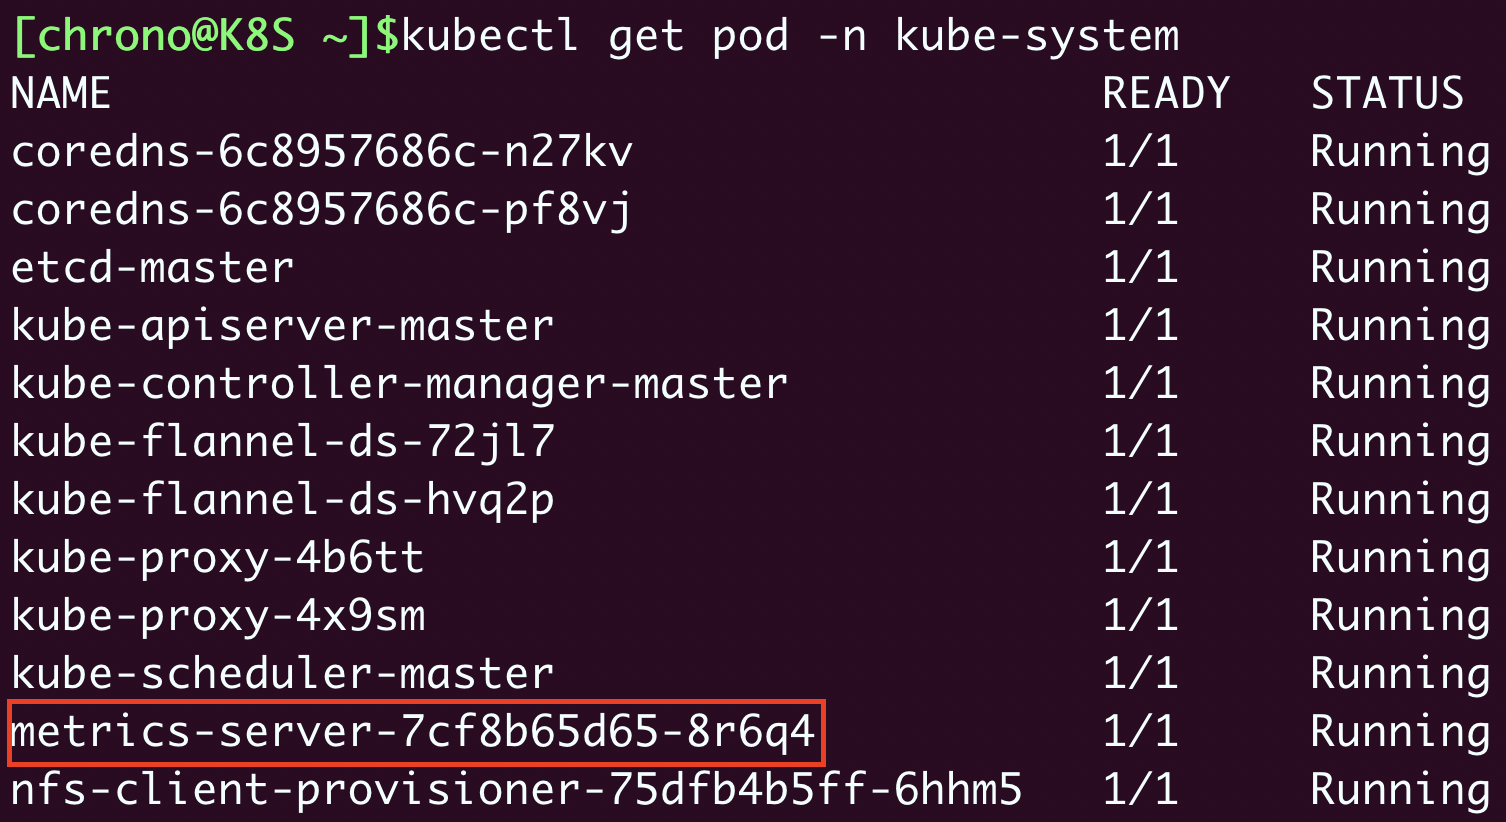 [chrono@K8S ~]$kubectl get pod -n kube-system
NAME READY STATUS
coredns-6c8957686c-n27kv 1/1 Running
coredns-6c8957686c-pf8vj 1/1 Running
etcd-master 1/1 Running
kube-apiserver-master 1/1 Running
kube-controller-manager-master 1/1 Running
kube-flannel-ds-72jl7 1/1 Running
kube-flannel-ds-hvq2p 1/1 Running
kube-proxy-4b6tt 1/1 Running
kube-proxy-4x9sm 1/1 Running
kube-scheduler-master 1/1 Running
metrics-server-7cf8b65d65-8r6q4 1/1 Running
nfs-client-provisioner-75dfb4b5ff-6hhm5 1/1 Running